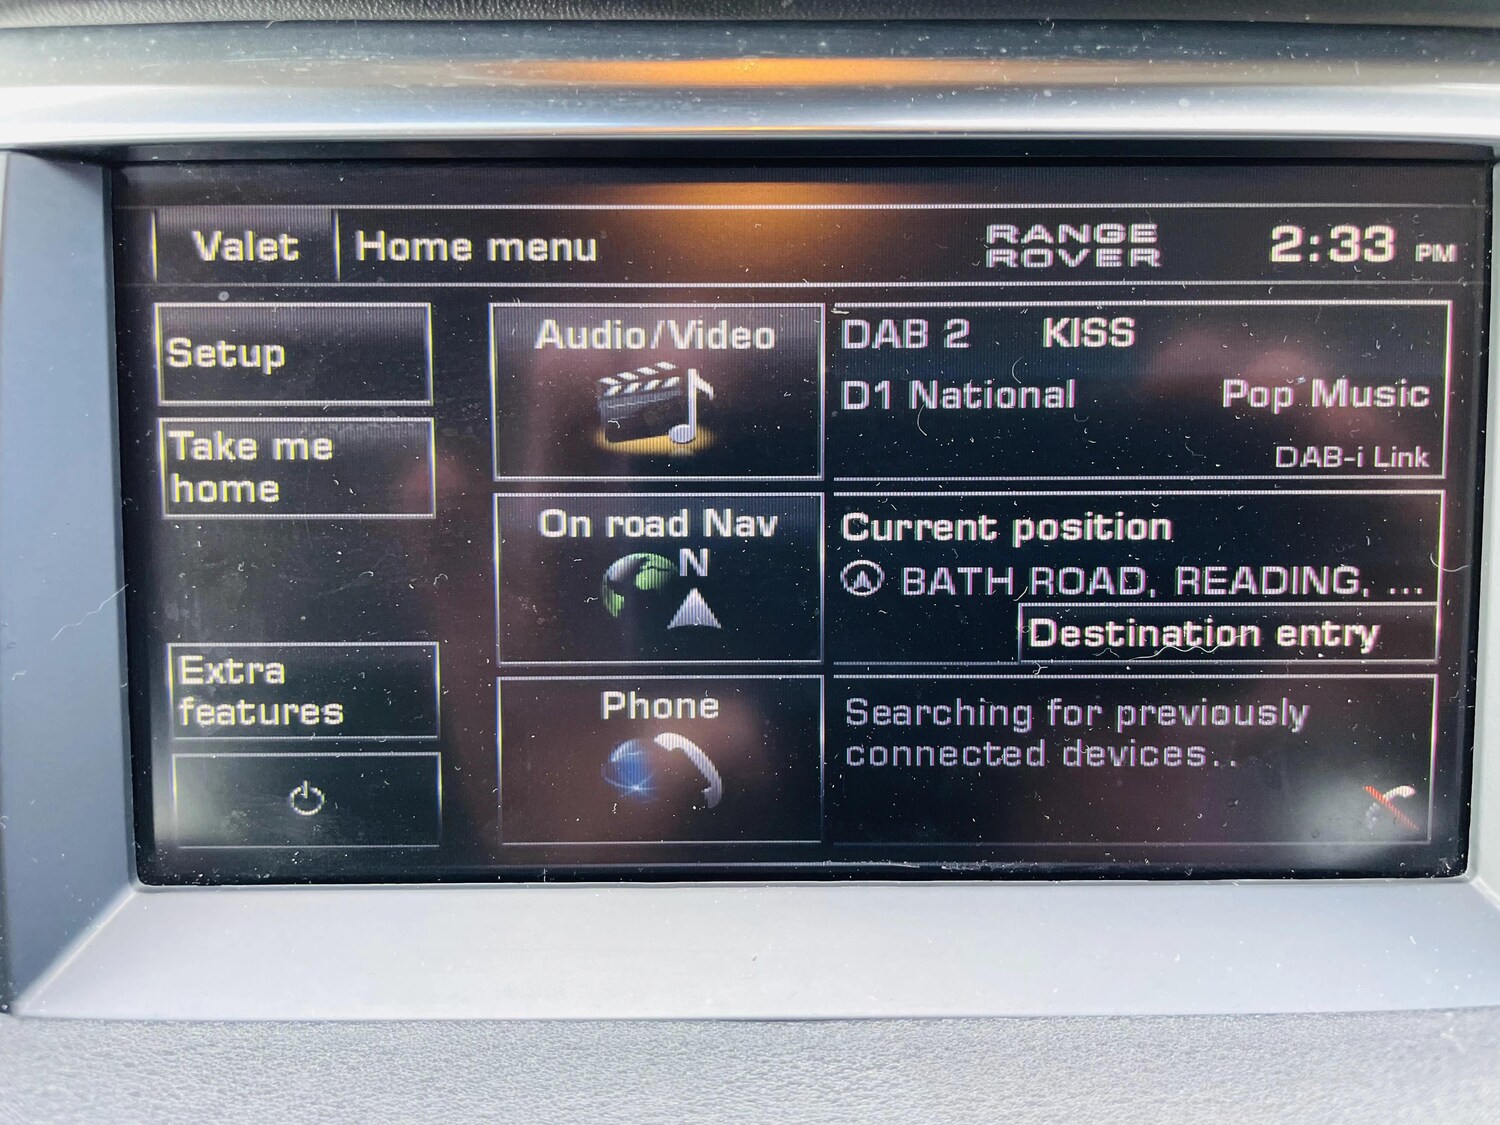 Valet
Home menu
RANGE
ROVER
2:33 PM
Setup
Take me
home
Extra
features
Audio/Video
DAB 2 KISS
D1 National Pop Music
DAB-i Link
On road Nav
N
Current position
BATH ROAD, READING, ...
Destination entry
Phone
Searching for previously
connected devices..